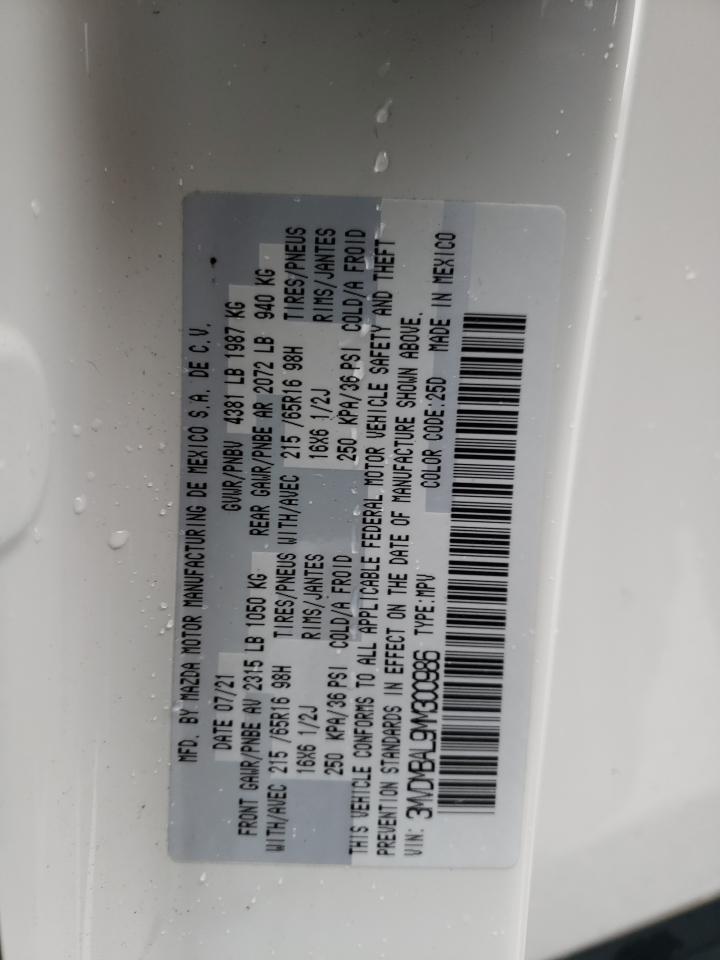 MFD. BY MAZDA MOTOR MANUFACTURING DE MEXICO S.A. DE C.V.
DATE 07/21 GVWR/PNBV 4381 LB 1987 KG
FRONT GAWR/PNBE AV 2315 LB 1050 KG REAR GAWR/PNBE AR 2072 LB 940 KG
WITH/AVEC 215 /65R16 98H TIRES/PNEUS WITH/AVEC 215 /65R16 98H TIRES/PNEUS
16X6 1/2J RIMS/JANTES 16X6 1/2J RIMS/JANTES
250 KPA/36 PSI COLD/A FROID 250 KPA/36 PSI COLD/A FROID
THIS VEHICLE CONFORMS TO ALL APPLICABLE FEDERAL MOTOR VEHICLE SAFETY AND THEFT
PREVENTION STANDARDS IN EFFECT ON THE DATE OF MANUFACTURE SHOWN ABOVE.
VIN: 3MVDMBAL9MM300986 TYPE:MPV COLOR CODE:25D MADE IN MEXICO